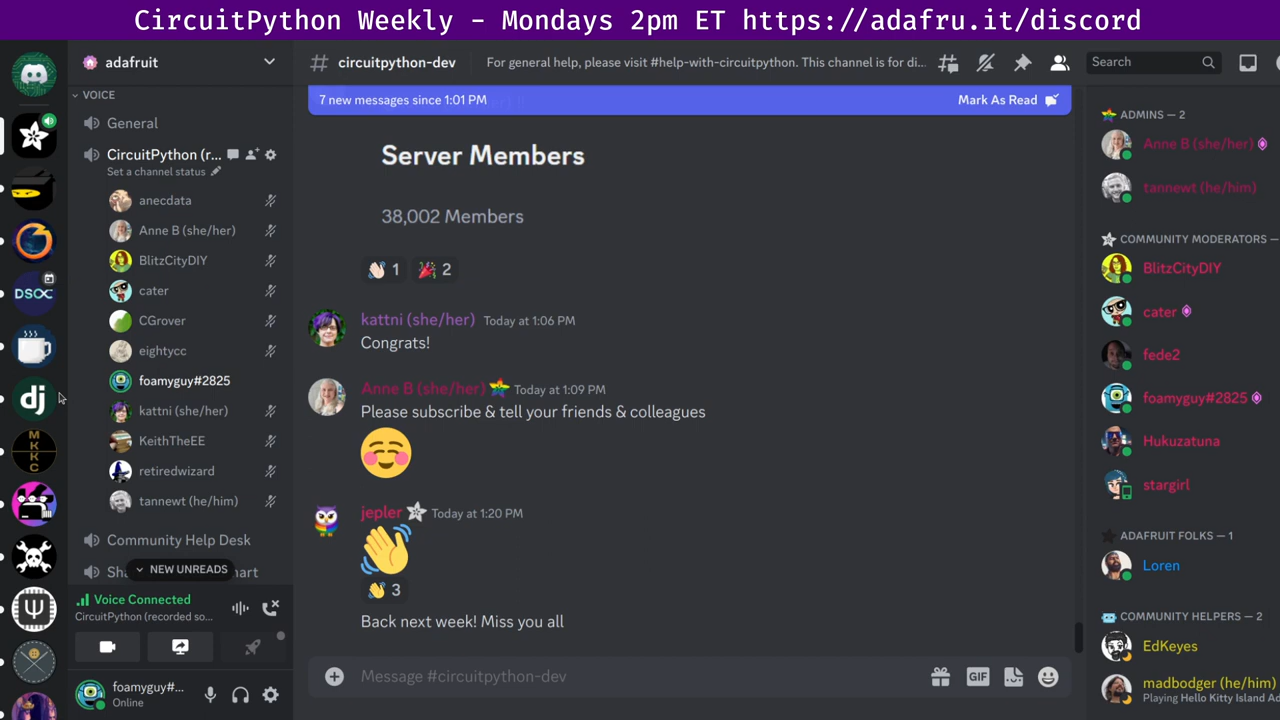 CircuitPython Weekly - Mondays 2pm ET https://adafru.it/discord
adafruit
VOICE
General
CircuitPython (r...
Set a channel status
anecdata
Anne B (she/her)
BlitzCityDIY
cater
CGrover
eightycc
foamyguy#2825
kattni (she/her)
KeithTheEE
retiredwizard
tannewt (he/him)
Community Help Desk
NEW UNREADS
Voice Connected
CircuitPython (recorded so...
foamyguy#...
Online
DSOC
dj
M
K
K
C
# circuitpython-dev
For general help, please visit #help-with-circuitpython. This channel is for di...
Search
7 new messages since 1:01 PM
Mark As Read
Server Members
38,002 Members
1
2
kattni (she/her) Today at 1:06 PM
Congrats!
Anne B (she/her) Today at 1:09 PM
Please subscribe & tell your friends & colleagues
jepler Today at 1:20 PM
3
Back next week! Miss you all
Message #circuitpython-dev
GIF
ADMINS — 2
Anne B (she/her)
tannewt (he/him)
COMMUNITY MODERATORS —
BlitzCityDIY
cater
fede2
foamyguy#2825
Hukuzatuna
stargirl
ADAFRUIT FOLKS — 1
Loren
COMMUNITY HELPERS — 2
EdKeyes
madbodger (he/him)
Playing Hello Kitty Island Ad